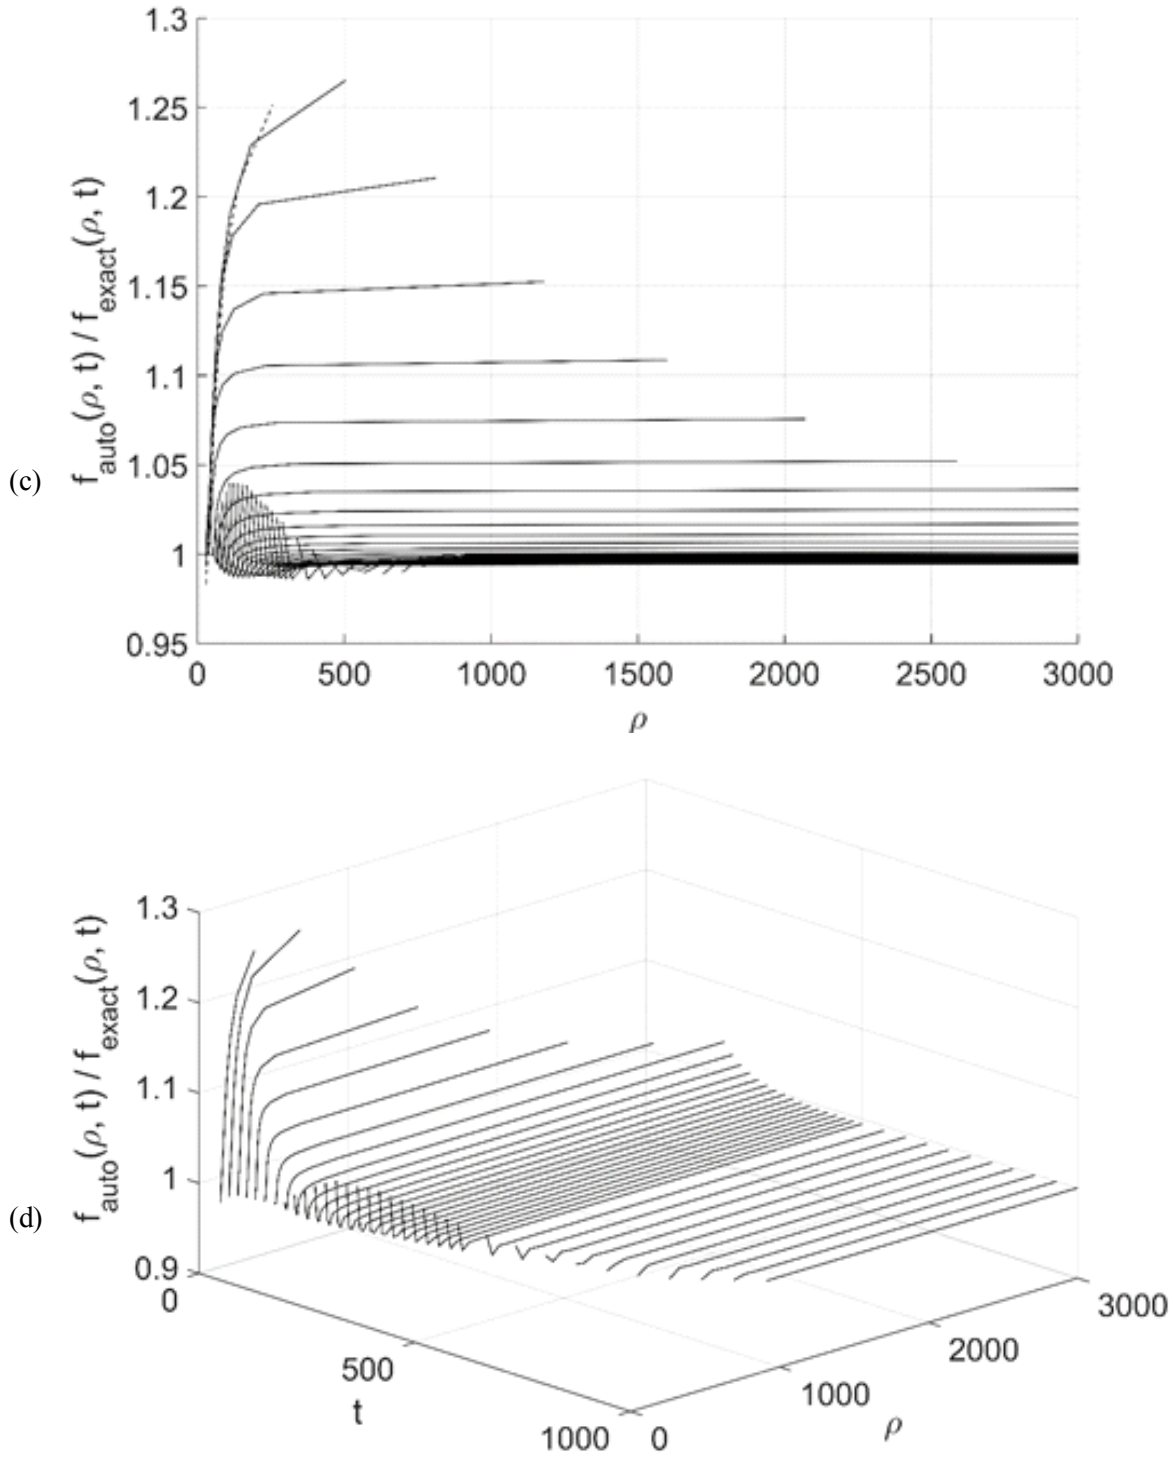 1.3
1.25
1.2
1.15
1.1
1.05
1
0.95
f_auto(ρ, t) / f_exact(ρ, t)
(c)
0 500 1000 1500 2000 2500 3000
ρ
1.3
1.2
1.1
1
0.9
f_auto(ρ, t) / f_exact(ρ, t)
(d)
0
500
1000
t
0
1000
2000
3000
ρ